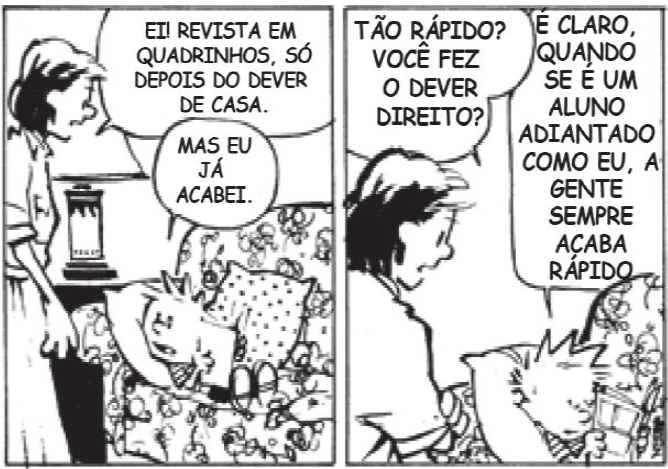 EI! REVISTA EM
QUADRINHOS, SÓ
DEPOIS DO DEVER
DE CASA.
MAS EU
JÁ
ACABEI.
TÃO RÁPIDO?
VOCÊ FEZ
O DEVER
DIREITO?
É CLARO,
QUANDO
SE É UM
ALUNO
ADIANTADO
COMO EU, A
GENTE
SEMPRE
ACABA
RÁPIDO